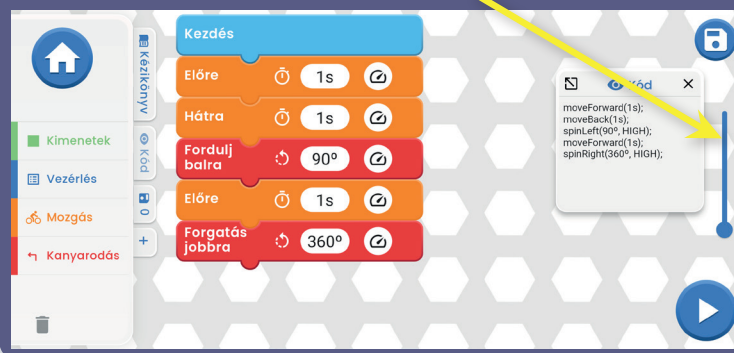 Kimenetek
Vezérlés
Mozgás
Kanyarodás
Kézikönyv
Kód
0
+
Kezdés
Előre 1s
Hátra 1s
Fordulj
balra 90º
Előre 1s
Forgatás
jobbra 360º
Kód ×
moveForward(1s);
moveBack(1s);
spinLeft(90º, HIGH);
moveForward(1s);
spinRight(360º, HIGH);